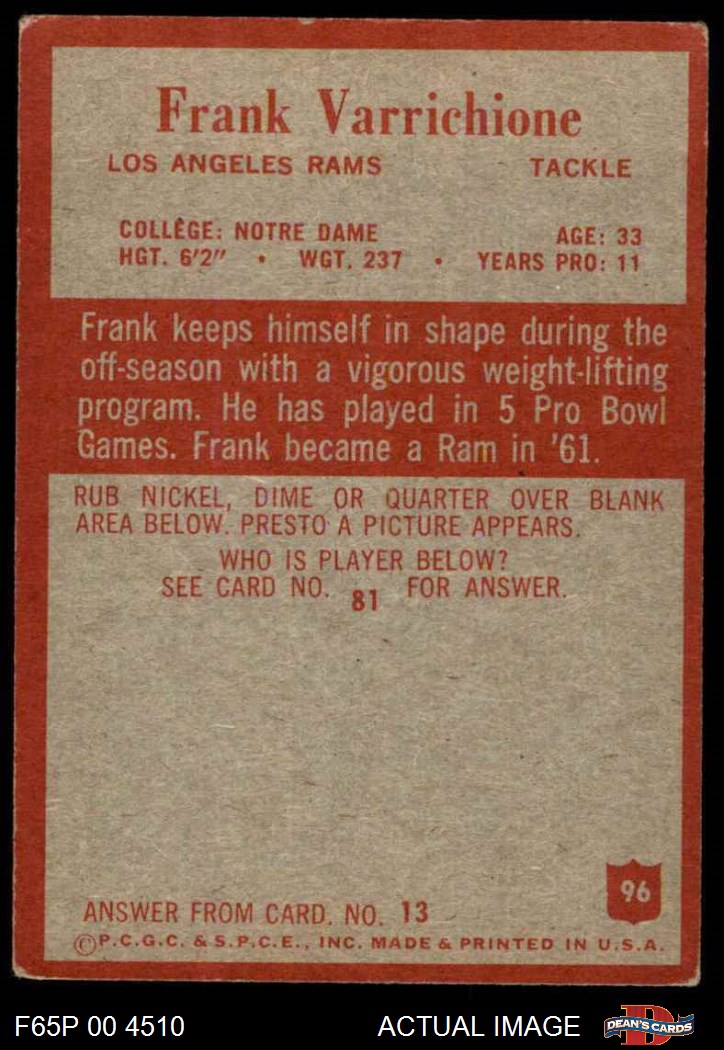 Frank Varrichione
LOS ANGELES RAMS TACKLE
COLLEGE: NOTRE DAME AGE: 33
HGT. 6'2" • WGT. 237 • YEARS PRO: 11
Frank keeps himself in shape during the
off-season with a vigorous weight-lifting
program. He has played in 5 Pro Bowl
Games. Frank became a Ram in '61.
RUB NICKEL, DIME OR QUARTER OVER BLANK
AREA BELOW. PRESTO A PICTURE APPEARS.
WHO IS PLAYER BELOW?
SEE CARD NO. 81 FOR ANSWER.
96
ANSWER FROM CARD. NO. 13
©P.C.G.C. & S.P.C.E., INC. MADE & PRINTED IN U.S.A.
F65P 00 4510 ACTUAL IMAGE D DEAN'S CARDS